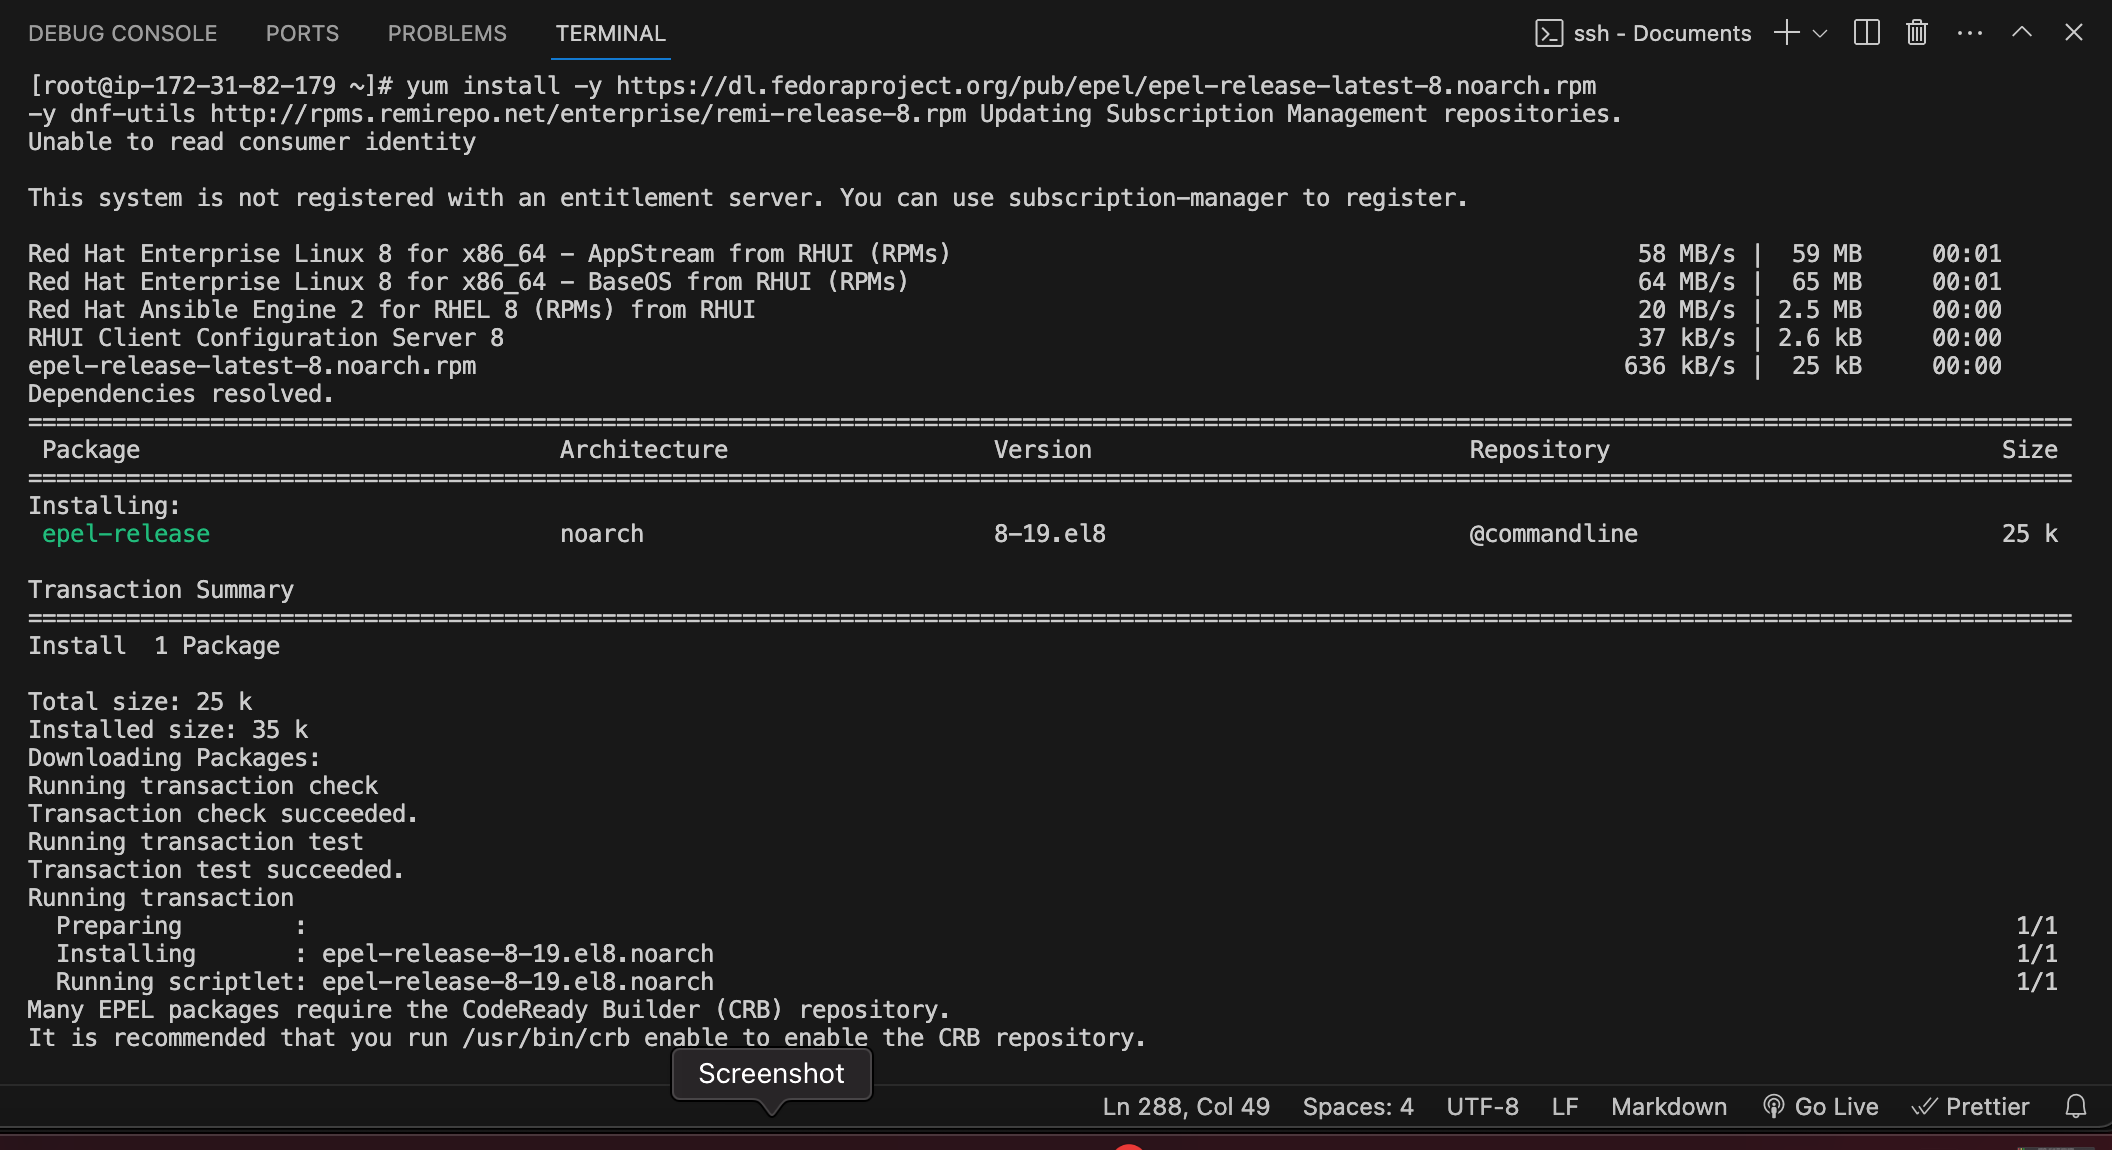 DEBUG CONSOLE PORTS PROBLEMS TERMINAL ssh - Documents
[root@ip-172-31-82-179 ~]# yum install -y https://dl.fedoraproject.org/pub/epel/epel-release-latest-8.noarch.rpm
-y dnf-utils http://rpms.remirepo.net/enterprise/remi-release-8.rpm Updating Subscription Management repositories.
Unable to read consumer identity
This system is not registered with an entitlement server. You can use subscription-manager to register.
Red Hat Enterprise Linux 8 for x86_64 - AppStream from RHUI (RPMs) 58 MB/s | 59 MB 00:01
Red Hat Enterprise Linux 8 for x86_64 - BaseOS from RHUI (RPMs) 64 MB/s | 65 MB 00:01
Red Hat Ansible Engine 2 for RHEL 8 (RPMs) from RHUI 20 MB/s | 2.5 MB 00:00
RHUI Client Configuration Server 8 37 kB/s | 2.6 kB 00:00
epel-release-latest-8.noarch.rpm 636 kB/s | 25 kB 00:00
Dependencies resolved.
================================================================================
Package Architecture Version Repository Size
================================================================================
Installing:
epel-release noarch 8-19.el8 @commandline 25 k
Transaction Summary
================================================================================
Install 1 Package
Total size: 25 k
Installed size: 35 k
Downloading Packages:
Running transaction check
Transaction check succeeded.
Running transaction test
Transaction test succeeded.
Running transaction
Preparing : 1/1
Installing : epel-release-8-19.el8.noarch 1/1
Running scriptlet: epel-release-8-19.el8.noarch 1/1
Many EPEL packages require the CodeReady Builder (CRB) repository.
It is recommended that you run /usr/bin/crb enable to enable the CRB repository.
Screenshot
Ln 288, Col 49 Spaces: 4 UTF-8 LF Markdown Go Live Prettier